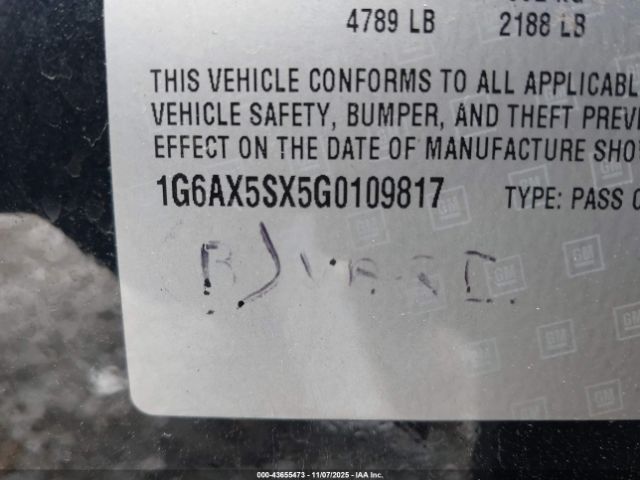 4789 LB 2188 LB
THIS VEHICLE CONFORMS TO ALL APPLICABL
VEHICLE SAFETY, BUMPER, AND THEFT PREV
EFFECT ON THE DATE OF MANUFACTURE SHO
1G6AX5SX5G0109817 TYPE: PASS C
GM
000-43655473 - 11/07/2025 - IAA Inc.